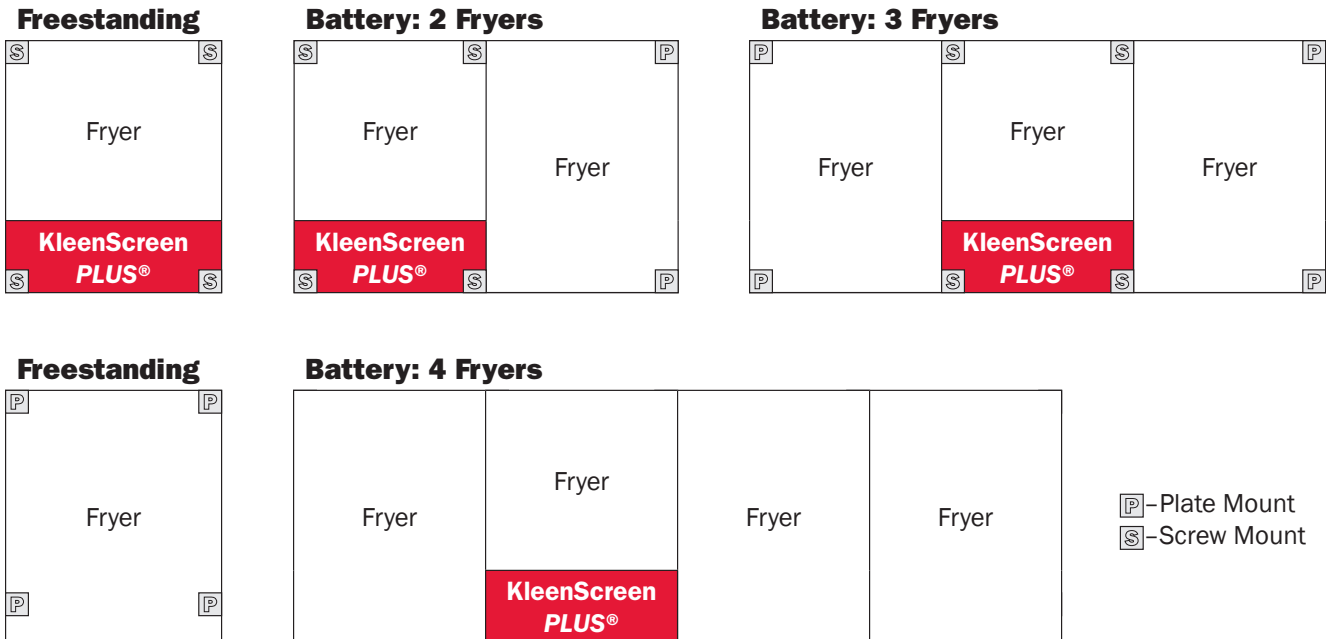 Freestanding
Battery: 2 Fryers
Battery: 3 Fryers
S S S S P P S S P
Fryer
Fryer
Fryer
Fryer
Fryer
Fryer
KleenScreen
PLUS®
KleenScreen
PLUS®
KleenScreen
PLUS®
S S S S P P S S P
Freestanding
Battery: 4 Fryers
P P
Fryer
Fryer
Fryer
Fryer
Fryer
P–Plate Mount
S–Screw Mount
KleenScreen
PLUS®
P P